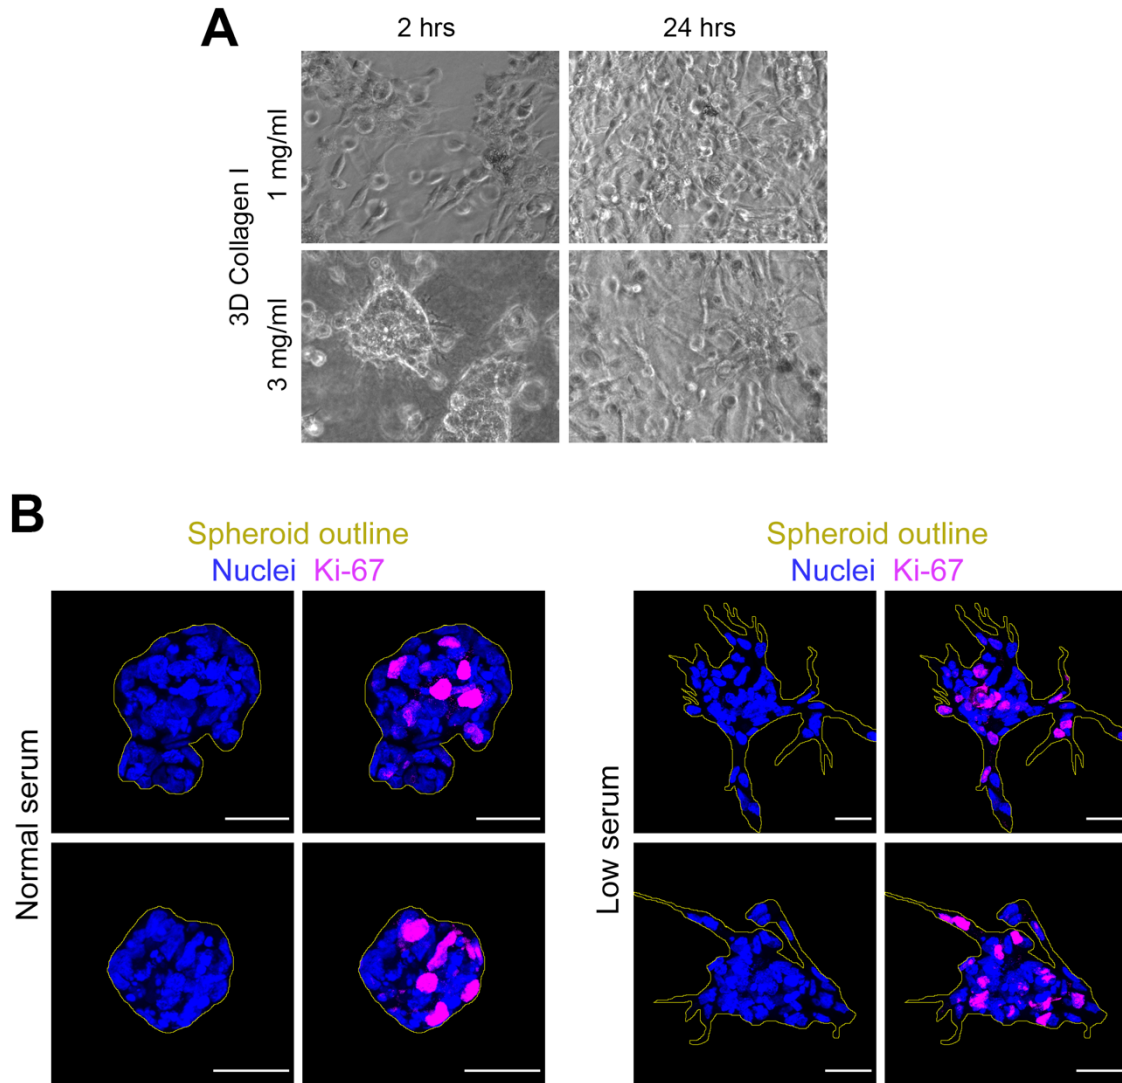 A
2 hrs
24 hrs
3D Collagen I
1 mg/ml
3 mg/ml
B
Spheroid outline
Nuclei Ki-67
Spheroid outline
Nuclei Ki-67
Normal serum
Low serum